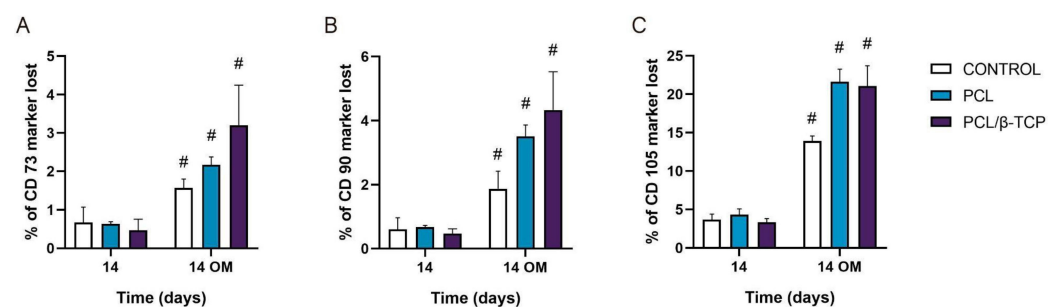 A
% of CD 73 marker lost
5
4
3
2
1
0
#
#
#
14
14 OM
Time (days)
B
% of CD 90 marker lost
6
4
2
0
#
#
#
14
14 OM
Time (days)
C
% of CD 105 marker lost
25
20
15
10
5
0
#
#
#
14
14 OM
Time (days)
CONTROL
PCL
PCL/β-TCP